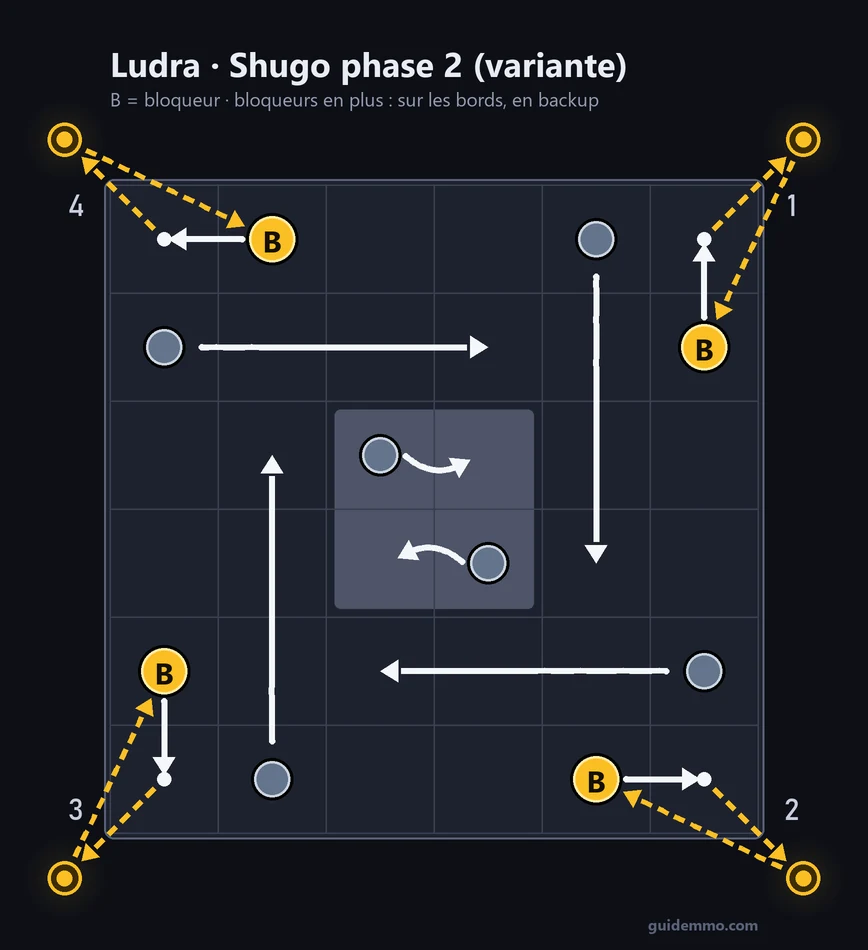 Ludra · Shugo phase 2 (variante)
B = bloqueur · bloqueurs en plus : sur les bords, en backup
4
1
B
B
B
B
3
2
guidemmo.com